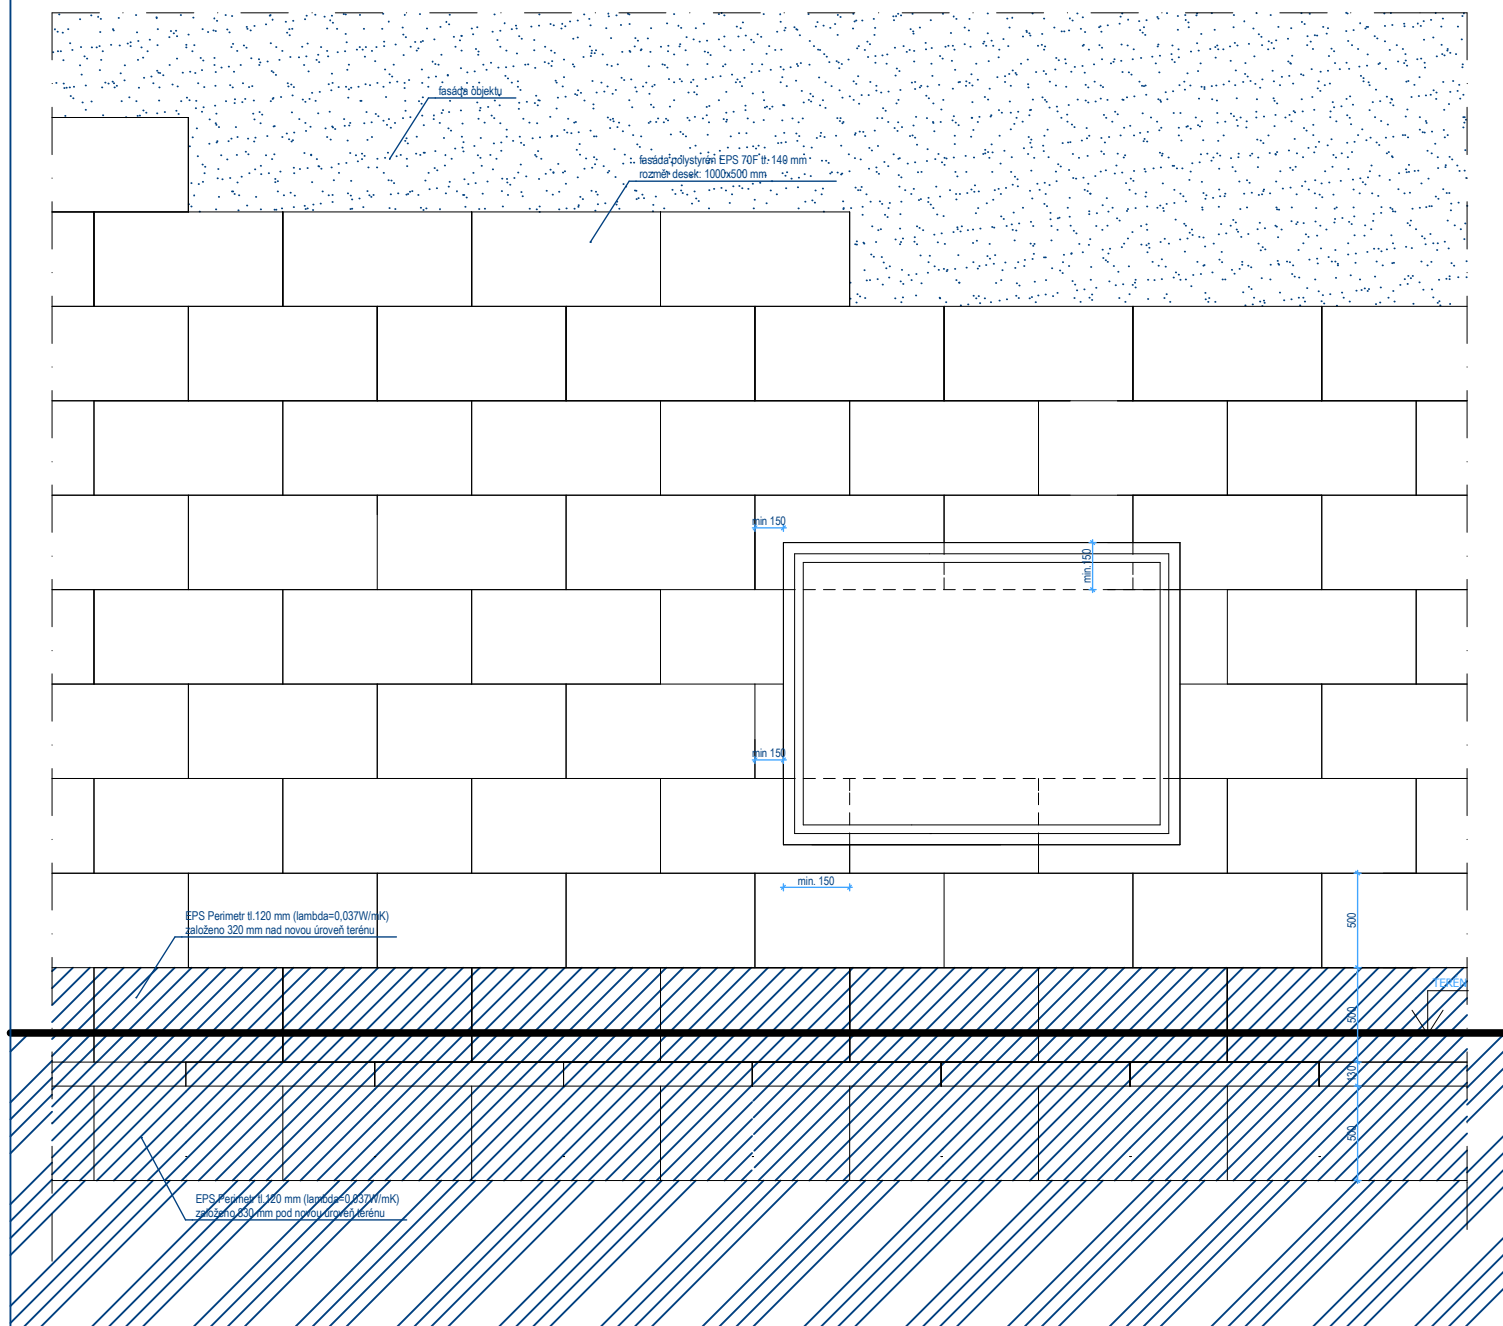 fasáda objektu
fasáda polystyrén EPS 70F tl. 140 mm
rozměr desek: 1000x500 mm
min 150
min.150
min 150
min. 150
500
EPS Perimetr tl.120 mm (lambda=0,037W/mK)
založeno 320 mm nad novou úroveň terénu
TERÉN
500
130
500
EPS Perimetr tl.120 mm (lambda=0,037W/mK)
založeno 830 mm pod novou úroveň terénu